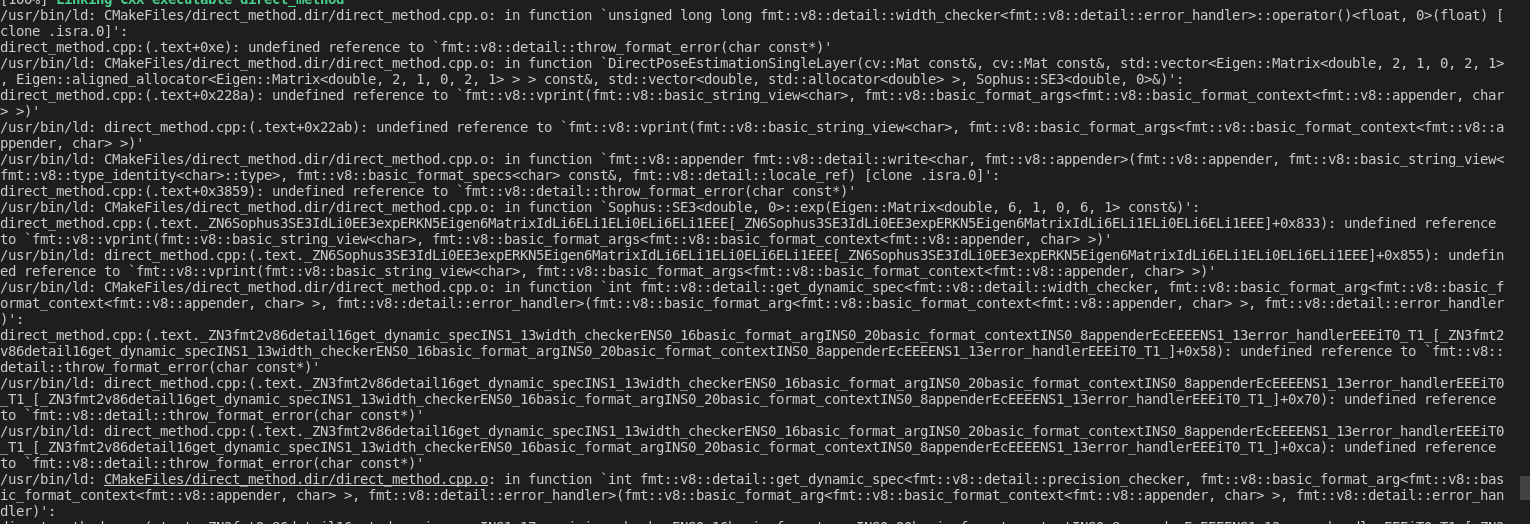 [100%] Linking CXX executable direct_method
/usr/bin/ld: CMakeFiles/direct_method.dir/direct_method.cpp.o: in function `unsigned long long fmt::v8::detail::width_checker<fmt::v8::detail::error_handler>::operator()<float, 0>(float) [
clone .isra.0]':
direct_method.cpp:(.text+0xe): undefined reference to `fmt::v8::detail::throw_format_error(char const*)'
/usr/bin/ld: CMakeFiles/direct_method.dir/direct_method.cpp.o: in function `DirectPoseEstimationSingleLayer(cv::Mat const&, cv::Mat const&, std::vector<Eigen::Matrix<double, 2, 1, 0, 2, 1>
, Eigen::aligned_allocator<Eigen::Matrix<double, 2, 1, 0, 2, 1> > > const&, std::vector<double, std::allocator<double> >, Sophus::SE3<double, 0>&)':
direct_method.cpp:(.text+0x228a): undefined reference to `fmt::v8::vprint(fmt::v8::basic_string_view<char>, fmt::v8::basic_format_args<fmt::v8::basic_format_context<fmt::v8::appender, char
> >)'
/usr/bin/ld: direct_method.cpp:(.text+0x22ab): undefined reference to `fmt::v8::vprint(fmt::v8::basic_string_view<char>, fmt::v8::basic_format_args<fmt::v8::basic_format_context<fmt::v8::a
ppender, char> >)'
/usr/bin/ld: CMakeFiles/direct_method.dir/direct_method.cpp.o: in function `fmt::v8::appender fmt::v8::detail::write<char, fmt::v8::appender>(fmt::v8::appender, fmt::v8::basic_string_view<
fmt::v8::type_identity<char>::type>, fmt::v8::basic_format_specs<char> const&, fmt::v8::detail::locale_ref) [clone .isra.0]':
direct_method.cpp:(.text+0x3859): undefined reference to `fmt::v8::detail::throw_format_error(char const*)'
/usr/bin/ld: CMakeFiles/direct_method.dir/direct_method.cpp.o: in function `Sophus::SE3<double, 0>::exp(Eigen::Matrix<double, 6, 1, 0, 6, 1> const&)':
direct_method.cpp:(.text._ZN6Sophus3SE3IdLi0EE3expERKN5Eigen6MatrixIdLi6ELi1ELi0ELi6ELi1EEE[_ZN6Sophus3SE3IdLi0EE3expERKN5Eigen6MatrixIdLi6ELi1ELi0ELi6ELi1EEE]+0x833): undefined reference
to `fmt::v8::vprint(fmt::v8::basic_string_view<char>, fmt::v8::basic_format_args<fmt::v8::basic_format_context<fmt::v8::appender, char> >)'
/usr/bin/ld: direct_method.cpp:(.text._ZN6Sophus3SE3IdLi0EE3expERKN5Eigen6MatrixIdLi6ELi1ELi0ELi6ELi1EEE[_ZN6Sophus3SE3IdLi0EE3expERKN5Eigen6MatrixIdLi6ELi1ELi0ELi6ELi1EEE]+0x855): undefin
ed reference to `fmt::v8::vprint(fmt::v8::basic_string_view<char>, fmt::v8::basic_format_args<fmt::v8::basic_format_context<fmt::v8::appender, char> >)'
/usr/bin/ld: CMakeFiles/direct_method.dir/direct_method.cpp.o: in function `int fmt::v8::detail::get_dynamic_spec<fmt::v8::detail::width_checker, fmt::v8::basic_format_arg<fmt::v8::basic_f
ormat_context<fmt::v8::appender, char> >, fmt::v8::detail::error_handler>(fmt::v8::basic_format_arg<fmt::v8::basic_format_context<fmt::v8::appender, char> >, fmt::v8::detail::error_handler
)':
direct_method.cpp:(.text._ZN3fmt2v86detail16get_dynamic_specINS1_13width_checkerENS0_16basic_format_argINS0_20basic_format_contextINS0_8appenderEcEEEENS1_13error_handlerEEEiT0_T1_[_ZN3fmt2
v86detail16get_dynamic_specINS1_13width_checkerENS0_16basic_format_argINS0_20basic_format_contextINS0_8appenderEcEEEENS1_13error_handlerEEEiT0_T1_]+0x58): undefined reference to `fmt::v8::
detail::throw_format_error(char const*)'
/usr/bin/ld: direct_method.cpp:(.text._ZN3fmt2v86detail16get_dynamic_specINS1_13width_checkerENS0_16basic_format_argINS0_20basic_format_contextINS0_8appenderEcEEEENS1_13error_handlerEEEiT0
_T1_[_ZN3fmt2v86detail16get_dynamic_specINS1_13width_checkerENS0_16basic_format_argINS0_20basic_format_contextINS0_8appenderEcEEEENS1_13error_handlerEEEiT0_T1_]+0x70): undefined reference
to `fmt::v8::detail::throw_format_error(char const*)'
/usr/bin/ld: direct_method.cpp:(.text._ZN3fmt2v86detail16get_dynamic_specINS1_13width_checkerENS0_16basic_format_argINS0_20basic_format_contextINS0_8appenderEcEEEENS1_13error_handlerEEEiT0
_T1_[_ZN3fmt2v86detail16get_dynamic_specINS1_13width_checkerENS0_16basic_format_argINS0_20basic_format_contextINS0_8appenderEcEEEENS1_13error_handlerEEEiT0_T1_]+0xca): undefined reference
to `fmt::v8::detail::throw_format_error(char const*)'
/usr/bin/ld: CMakeFiles/direct_method.dir/direct_method.cpp.o: in function `int fmt::v8::detail::get_dynamic_spec<fmt::v8::detail::precision_checker, fmt::v8::basic_format_arg<fmt::v8::bas
ic_format_context<fmt::v8::appender, char> >, fmt::v8::detail::error_handler>(fmt::v8::basic_format_arg<fmt::v8::basic_format_context<fmt::v8::appender, char> >, fmt::v8::detail::error_han
dler)':